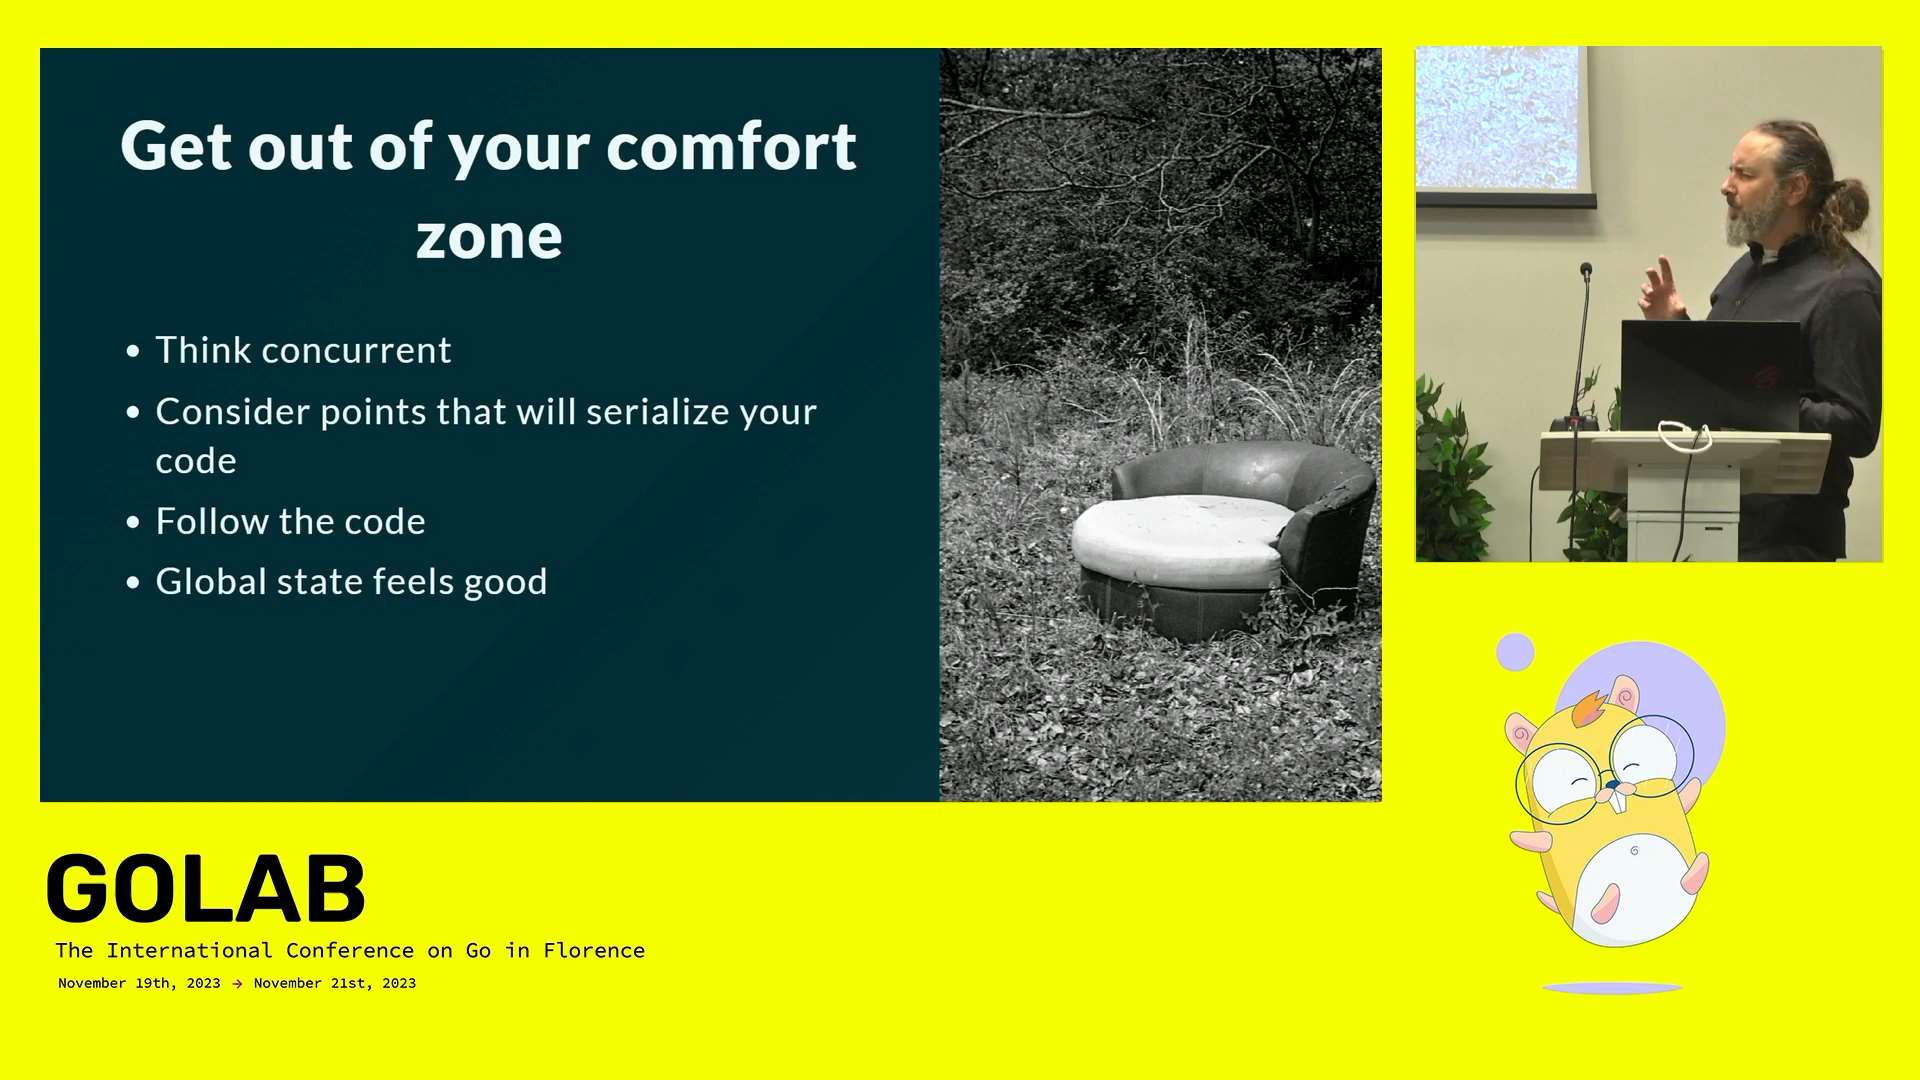 Get out of your comfort
zone
• Think concurrent
• Consider points that will serialize your
code
• Follow the code
• Global state feels good
GOLAB
The International Conference on Go in Florence
November 19th, 2023 → November 21st, 2023